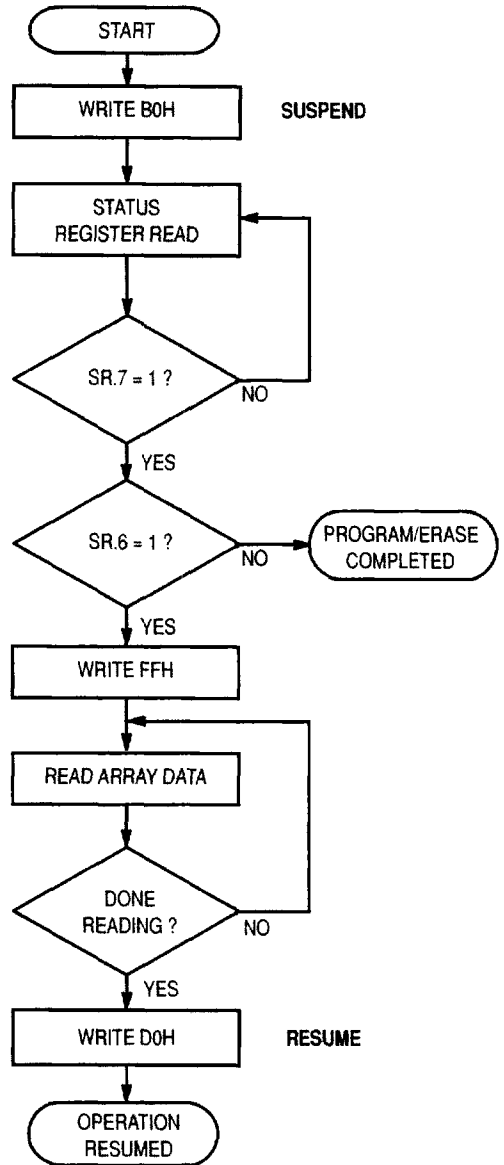 START
WRITE B0H
SUSPEND
STATUS
REGISTER READ
SR.7 = 1 ?
NO
YES
SR.6 = 1 ?
NO
PROGRAM/ERASE
COMPLETED
YES
WRITE FFH
READ ARRAY DATA
DONE
READING ?
NO
YES
WRITE D0H
RESUME
OPERATION
RESUMED